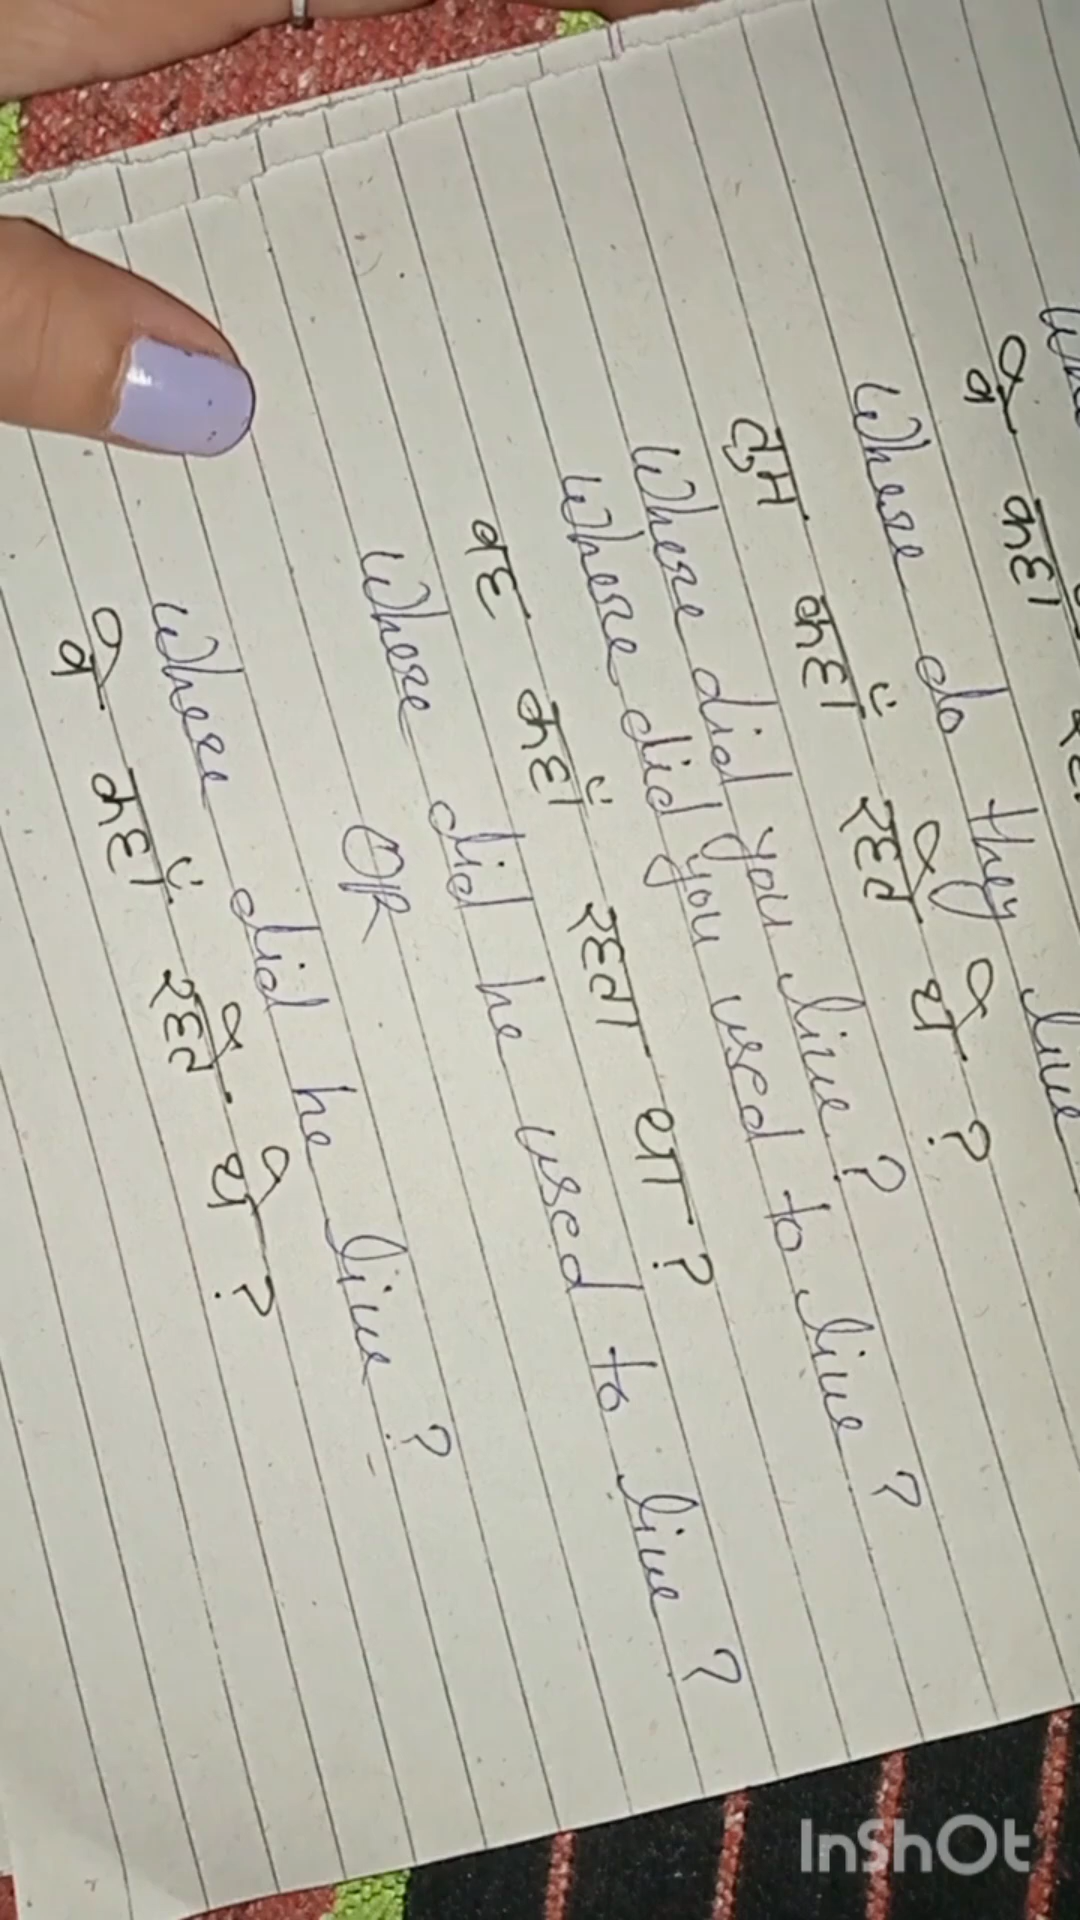 वे कहाँ
Where do they live
तुम कहाँ रहते थे ?
Where did you live ?
Where did you used to live ?
वह कहाँ रहता था ?
Where did he used to live ?
OR
Where did he live ?
वे कहाँ रहते थे ?
InShOt